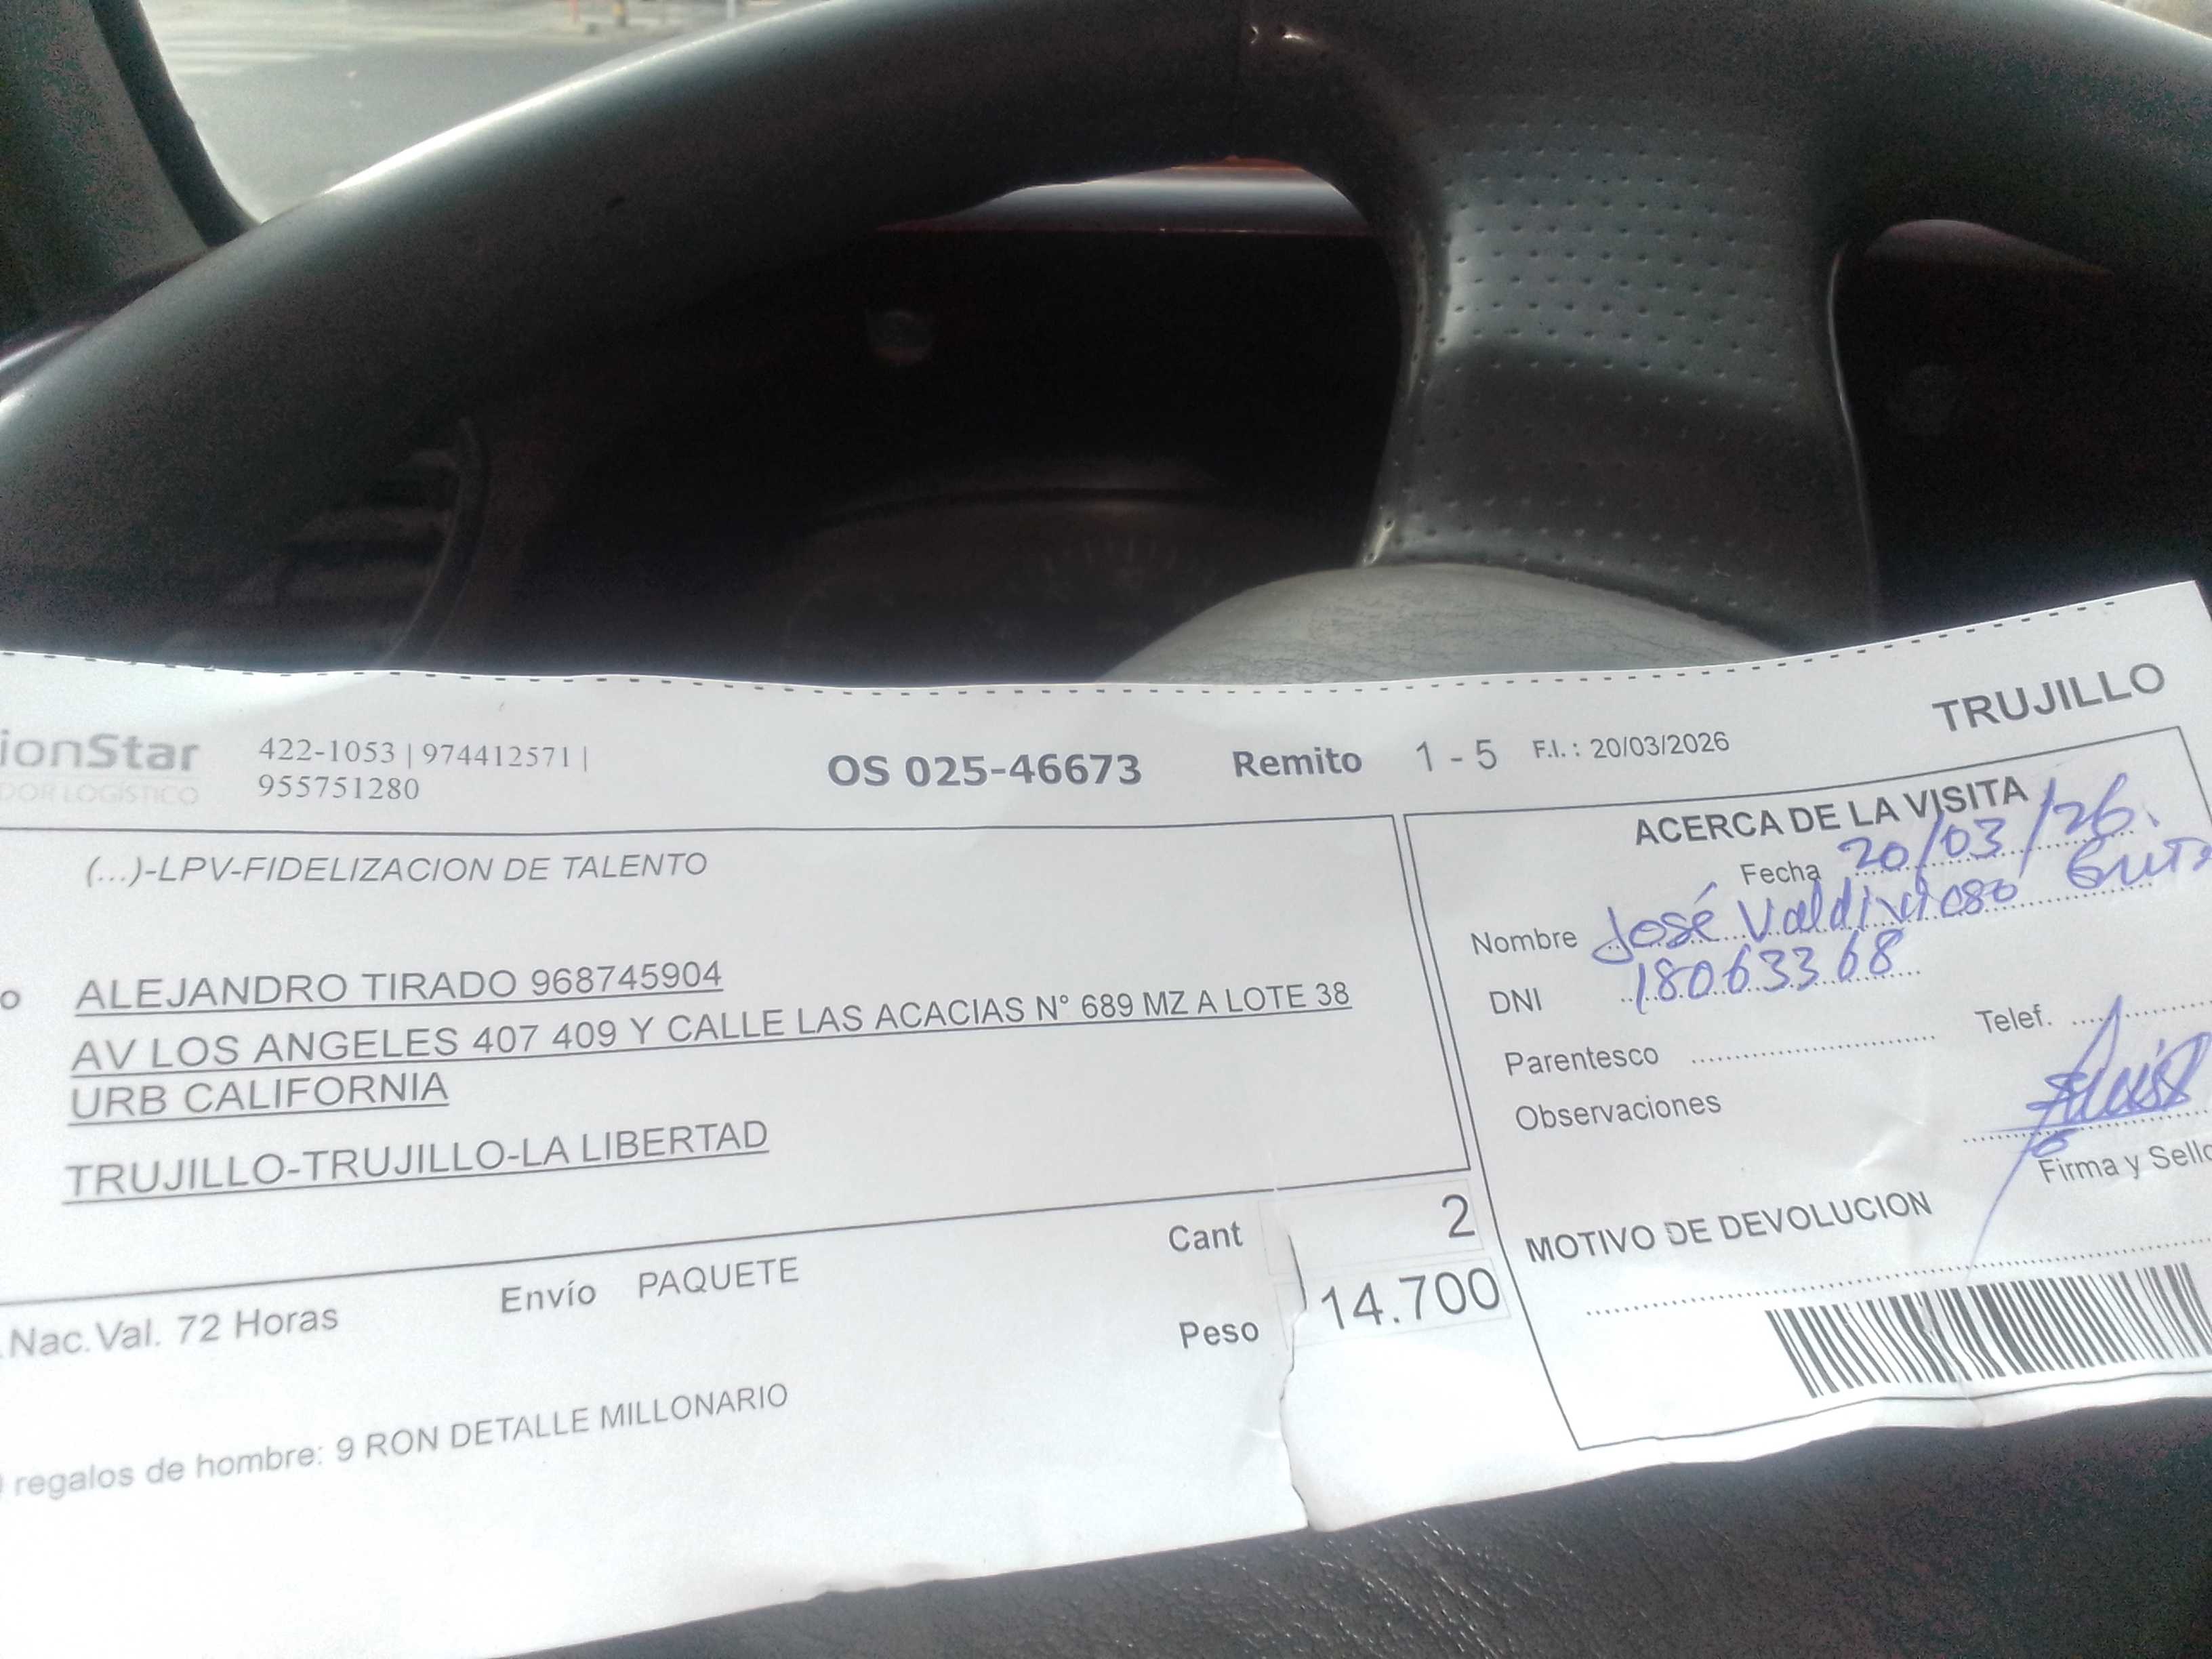 ionStar
DOR LOGÍSTICO
422-1053 | 974412571 |
955751280
OS 025-46673
Remito 1 - 5 F.I. : 20/03/2026
TRUJILLO
(...)-LPV-FIDELIZACION DE TALENTO
o ALEJANDRO TIRADO 968745904
AV LOS ANGELES 407 409 Y CALLE LAS ACACIAS N° 689 MZ A LOTE 38
URB CALIFORNIA
TRUJILLO-TRUJILLO-LA LIBERTAD
Nac.Val. 72 Horas
Envío PAQUETE
Cant 2
Peso 14.700
regalos de hombre: 9 RON DETALLE MILLONARIO
ACERCA DE LA VISITA
Fecha 20/03/26.
Nombre José Valdivieso
DNI 18063368
Parentesco
Telef.
Observaciones
Firma y Sello
MOTIVO DE DEVOLUCION